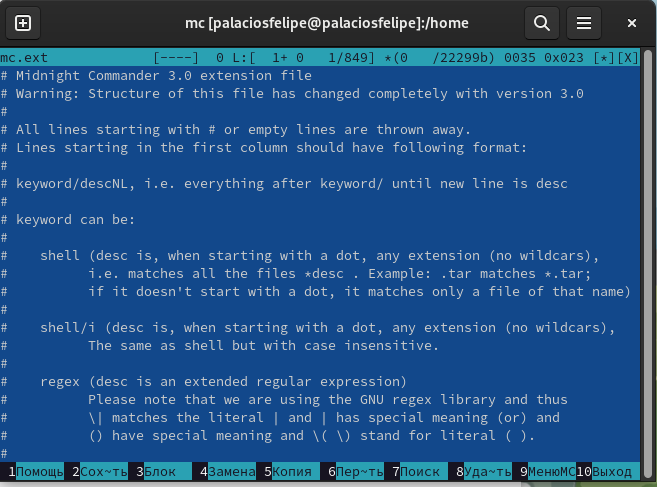 mc [palaciosfelipe@palaciosfelipe]:/home
mc.ext [----] 0 L:[ 1+ 0 1/849] *(0 /22299b) 0035 0x023 [*][X]
# Midnight Commander 3.0 extension file
# Warning: Structure of this file has changed completely with version 3.0
#
# All lines starting with # or empty lines are thrown away.
# Lines starting in the first column should have following format:
#
# keyword/descNL, i.e. everything after keyword/ until new line is desc
#
# keyword can be:
#
#    shell (desc is, when starting with a dot, any extension (no wildcars),
#          i.e. matches all the files *desc . Example: .tar matches *.tar;
#          if it doesn't start with a dot, it matches only a file of that name)
#
#    shell/i (desc is, when starting with a dot, any extension (no wildcars),
#          The same as shell but with case insensitive.
#
#    regex (desc is an extended regular expression)
#          Please note that we are using the GNU regex library and thus
#          \| matches the literal | and | has special meaning (or) and
#          () have special meaning and \( \) stand for literal ( ).
#
1Помощь 2Сох~ть 3Блок 4Замена 5Копия 6Пер~ть 7Поиск 8Уда~ть 9МенюMC 10Выход